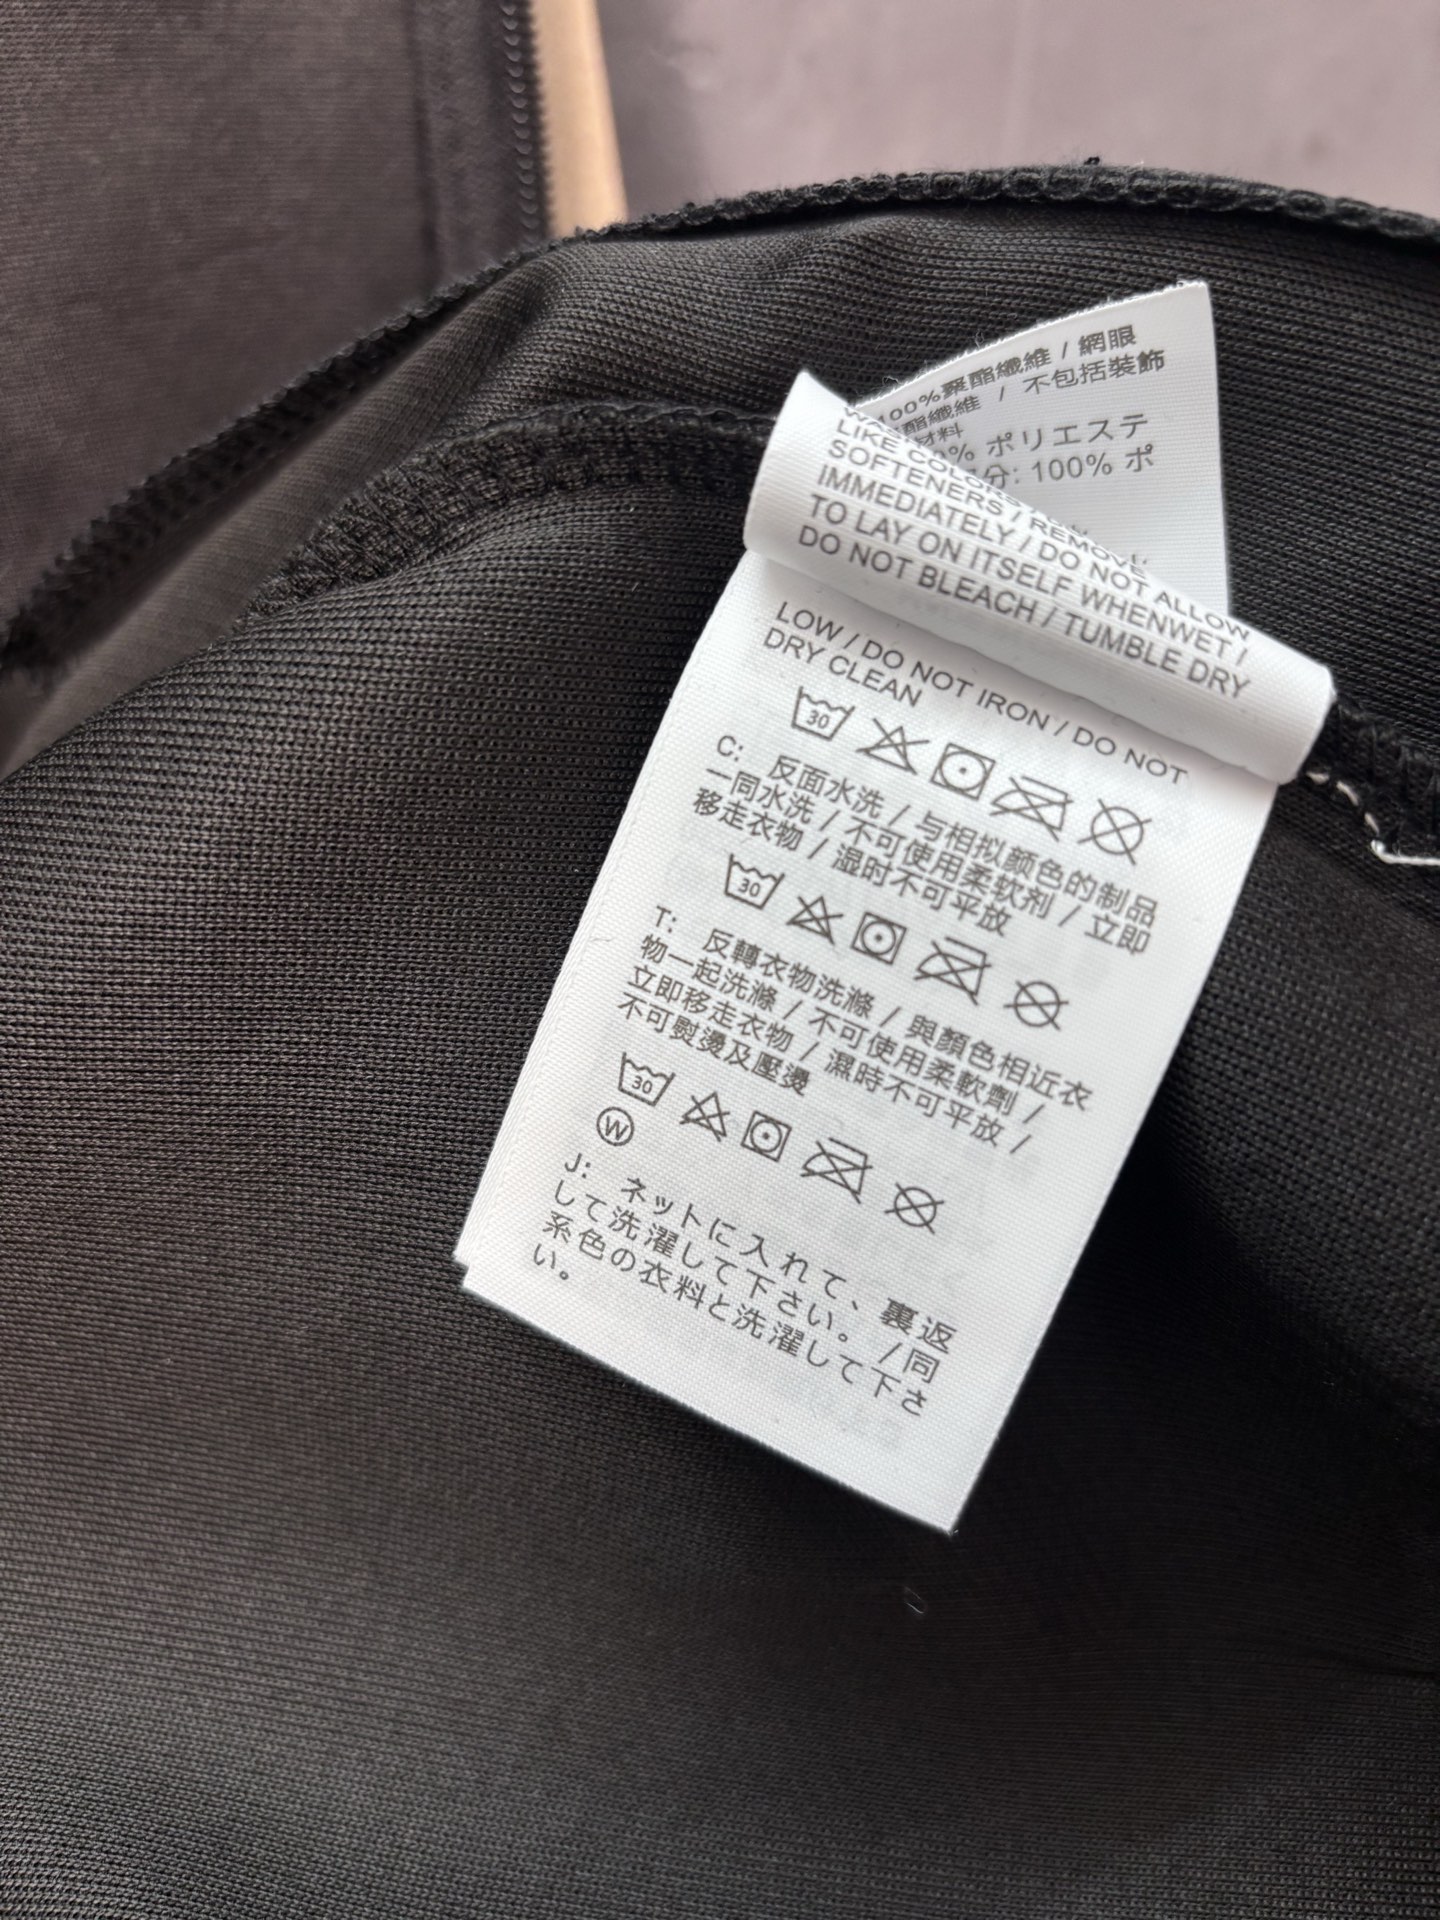 100%聚酯纖維 / 網眼
酯纖維 / 不包括裝飾
材料
% ポリエステ
分: 100% ポ
LIKE COLORS
SOFTENERS / REMOVE
IMMEDIATELY / DO NOT ALLOW
TO LAY ON ITSELF WHENWET /
DO NOT BLEACH / TUMBLE DRY
LOW / DO NOT IRON / DO NOT
DRY CLEAN
30
C: 反面水洗 / 与相拟颜色的制品
一同水洗 / 不可使用柔软剂 / 立即
移走衣物 / 湿时不可平放
30
T: 反轉衣物洗滌 / 與顏色相近衣
物一起洗滌 / 不可使用柔軟劑 /
立即移走衣物 / 濕時不可平放 /
不可熨燙及壓燙
30
W
J: ネットに入れて、裏返
して洗濯して下さい。/同
系色の衣料と洗濯して下さ
い。